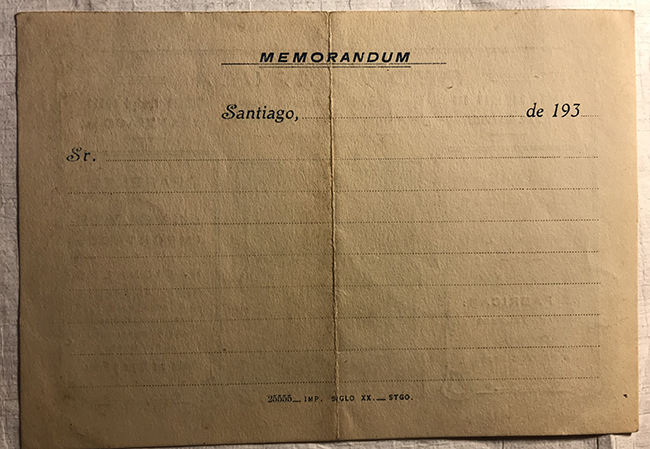 MEMORANDUM
Santiago, de 193
Sr.
25555 — IMP. SIGLO XX. — STGO.